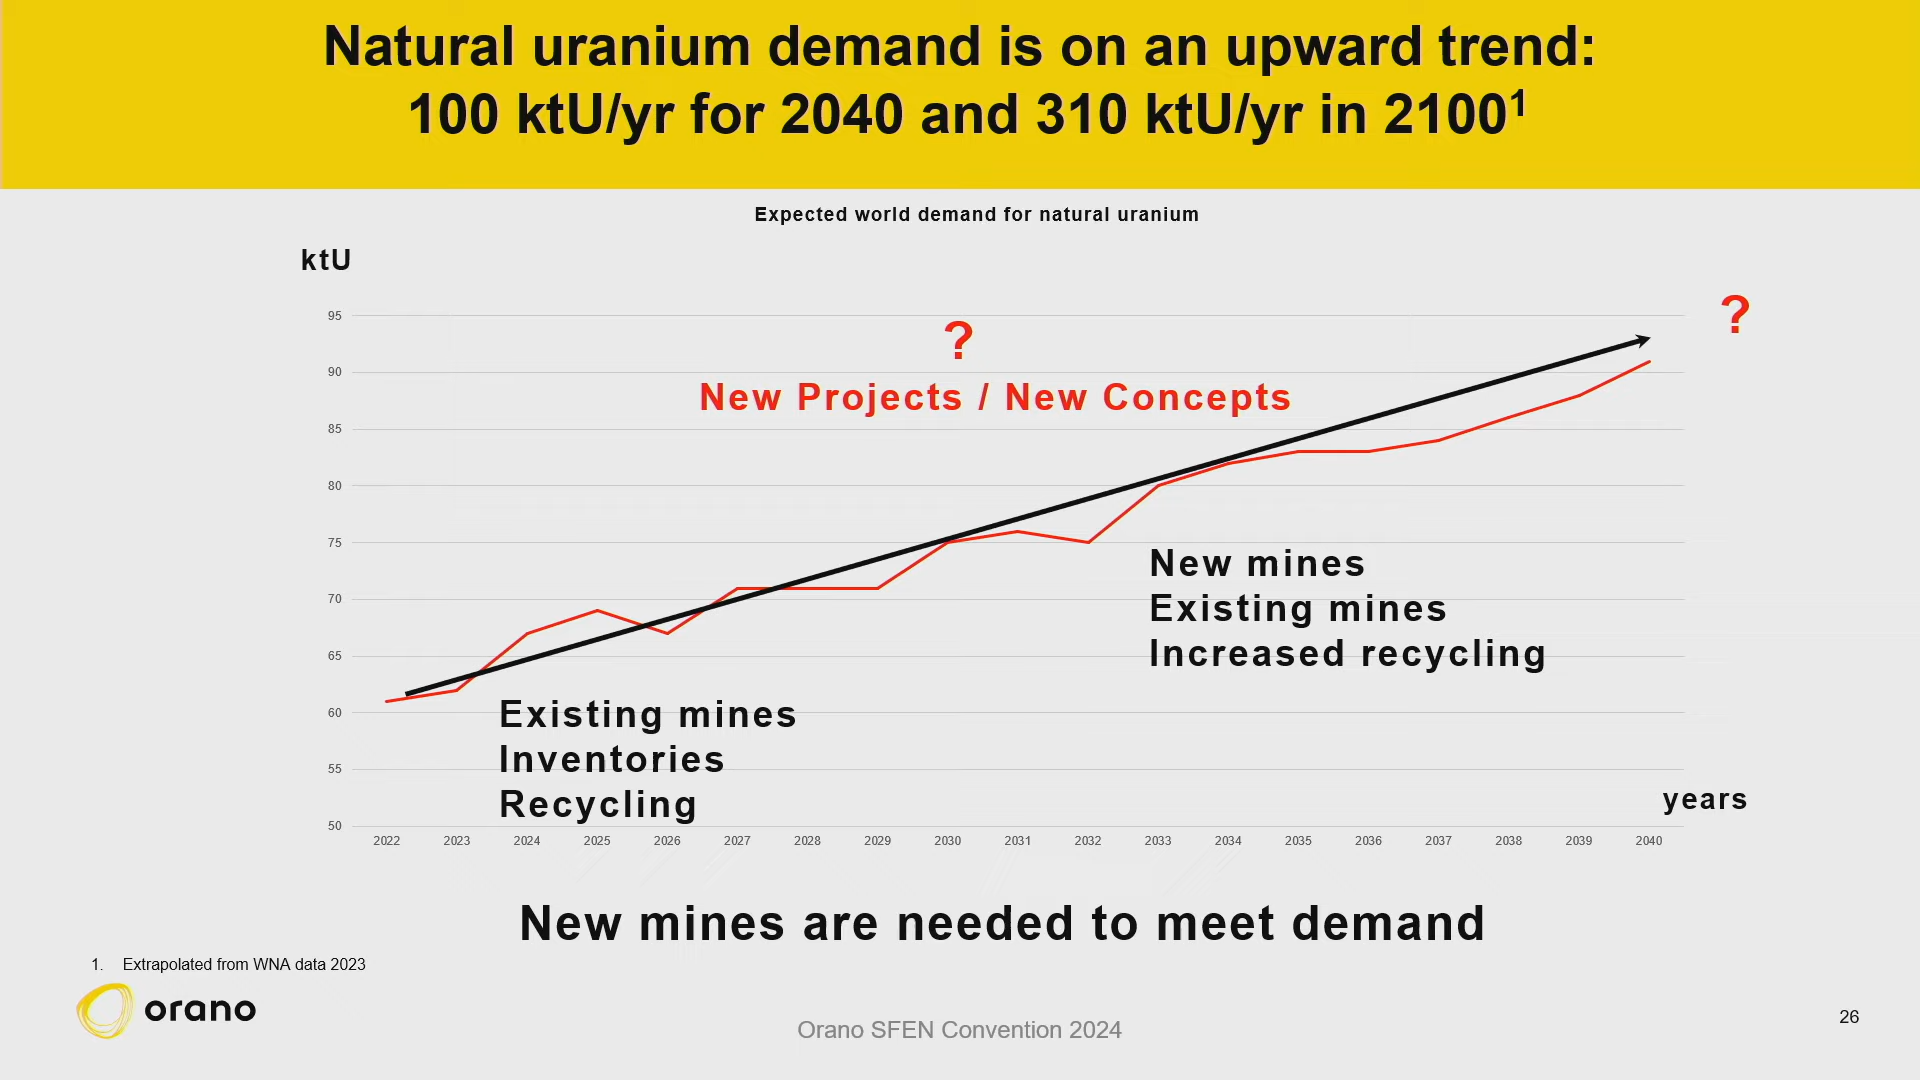 Natural uranium demand is on an upward trend:
100 ktU/yr for 2040 and 310 ktU/yr in 2100¹
Expected world demand for natural uranium
ktU
95
90
85
80
75
70
65
60
55
50
?
?
New Projects / New Concepts
New mines
Existing mines
Increased recycling
Existing mines
Inventories
Recycling
years
2022 2023 2024 2025 2026 2027 2028 2029 2030 2031 2032 2033 2034 2035 2036 2037 2038 2039 2040
New mines are needed to meet demand
1. Extrapolated from WNA data 2023
orano
Orano SFEN Convention 2024
26